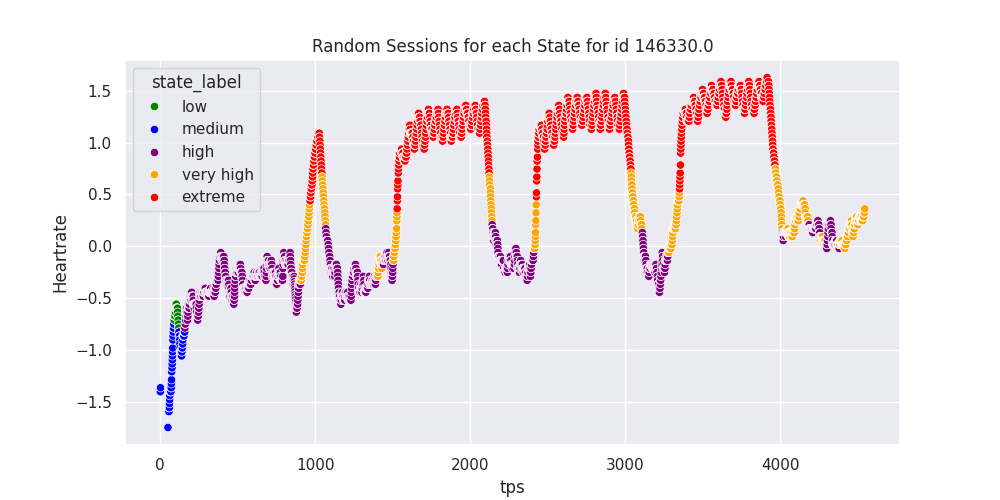 Random Sessions for each State for id 146330.0
state_label
low
medium
high
very high
extreme
Heartrate
1.5
1.0
0.5
0.0
−0.5
−1.0
−1.5
0
1000
2000
3000
4000
tps